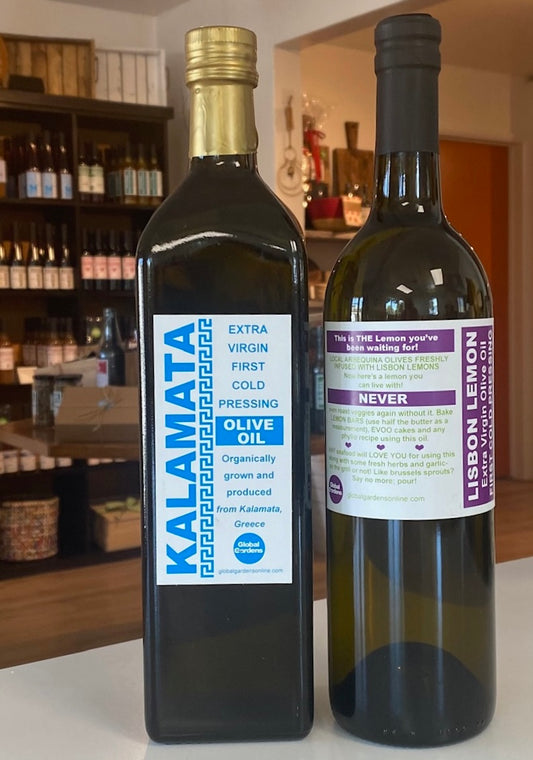 KALAMATA
EXTRA
VIRGIN
FIRST
COLD
PRESSING
OLIVE
OIL
Organically
grown and
produced
from Kalamata,
Greece
Global
Gardens
globalgardensonline.com
This is THE Lemon you've
been waiting for!
LOCAL ARBEQUINA OLIVES FRESHLY
INFUSED WITH LISBON LEMONS
Now here's a lemon you
can live with!
NEVER
roast veggies again without it. Bake
LEMON BARS (use half the butter as a
measurement), EVOO cakes and any
phyllo recipe using this oil.
seafood will LOVE YOU for using this
along with some fresh herbs and garlic-
the grill or not! Like brussels sprouts?
Say no more, pour!
Global
Gardens
globalgardensonline.com
LISBON LEMON
Extra Virgin Olive Oil
FIRST COLD PRESSING